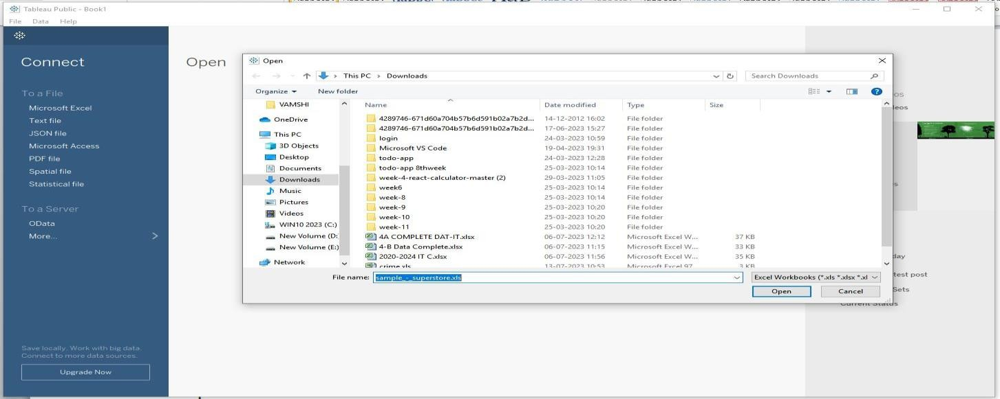 Tableau Public - Book1
File Data Help
Connect
To a File
Microsoft Excel
Text file
JSON file
Microsoft Access
PDF file
Spatial file
Statistical file
To a Server
OData
More...
Save locally. Work with big data.
Connect to more data sources.
Upgrade Now
Open
Open
This PC > Downloads
Search Downloads
Organize
New folder
VAMSHI
OneDrive
This PC
3D Objects
Desktop
Documents
Downloads
Music
Pictures
Videos
WIN10 2023 (C:)
New Volume (D:
New Volume (E:)
Network
Name Date modified Type Size
4289746-671d60a704b57b6d591b02a7b2d... 14-12-2012 16:02 File folder
4289746-671d60a704b57b6d591b02a7b2d... 17-06-2023 15:27 File folder
login 24-03-2023 10:59 File folder
Microsoft VS Code 19-04-2023 19:31 File folder
todo-app 24-03-2023 12:28 File folder
todo-app 8thweek 25-03-2023 10:14 File folder
week-4-react-calculator-master (2) 29-03-2023 11:05 File folder
week6 25-03-2023 10:14 File folder
week-8 25-03-2023 10:14 File folder
week-9 25-03-2023 10:20 File folder
week-10 25-03-2023 10:20 File folder
week-11 25-03-2023 10:20 File folder
4A COMPLETE DAT-IT.xlsx 06-07-2023 12:12 Microsoft Excel W... 37 KB
4-B Data Complete.xlsx 06-07-2023 11:15 Microsoft Excel W... 33 KB
2020-2024 IT C.xlsx 06-07-2023 11:56 Microsoft Excel W... 35 KB
crime.xls 13-07-2023 10:53 Microsoft Excel 97... 3 KB
File name: sample_-_superstore.xls
Excel Workbooks (*.xls *.xlsx *.xl
Open Cancel
os
leos
s
day
test post
Sets
Current Status